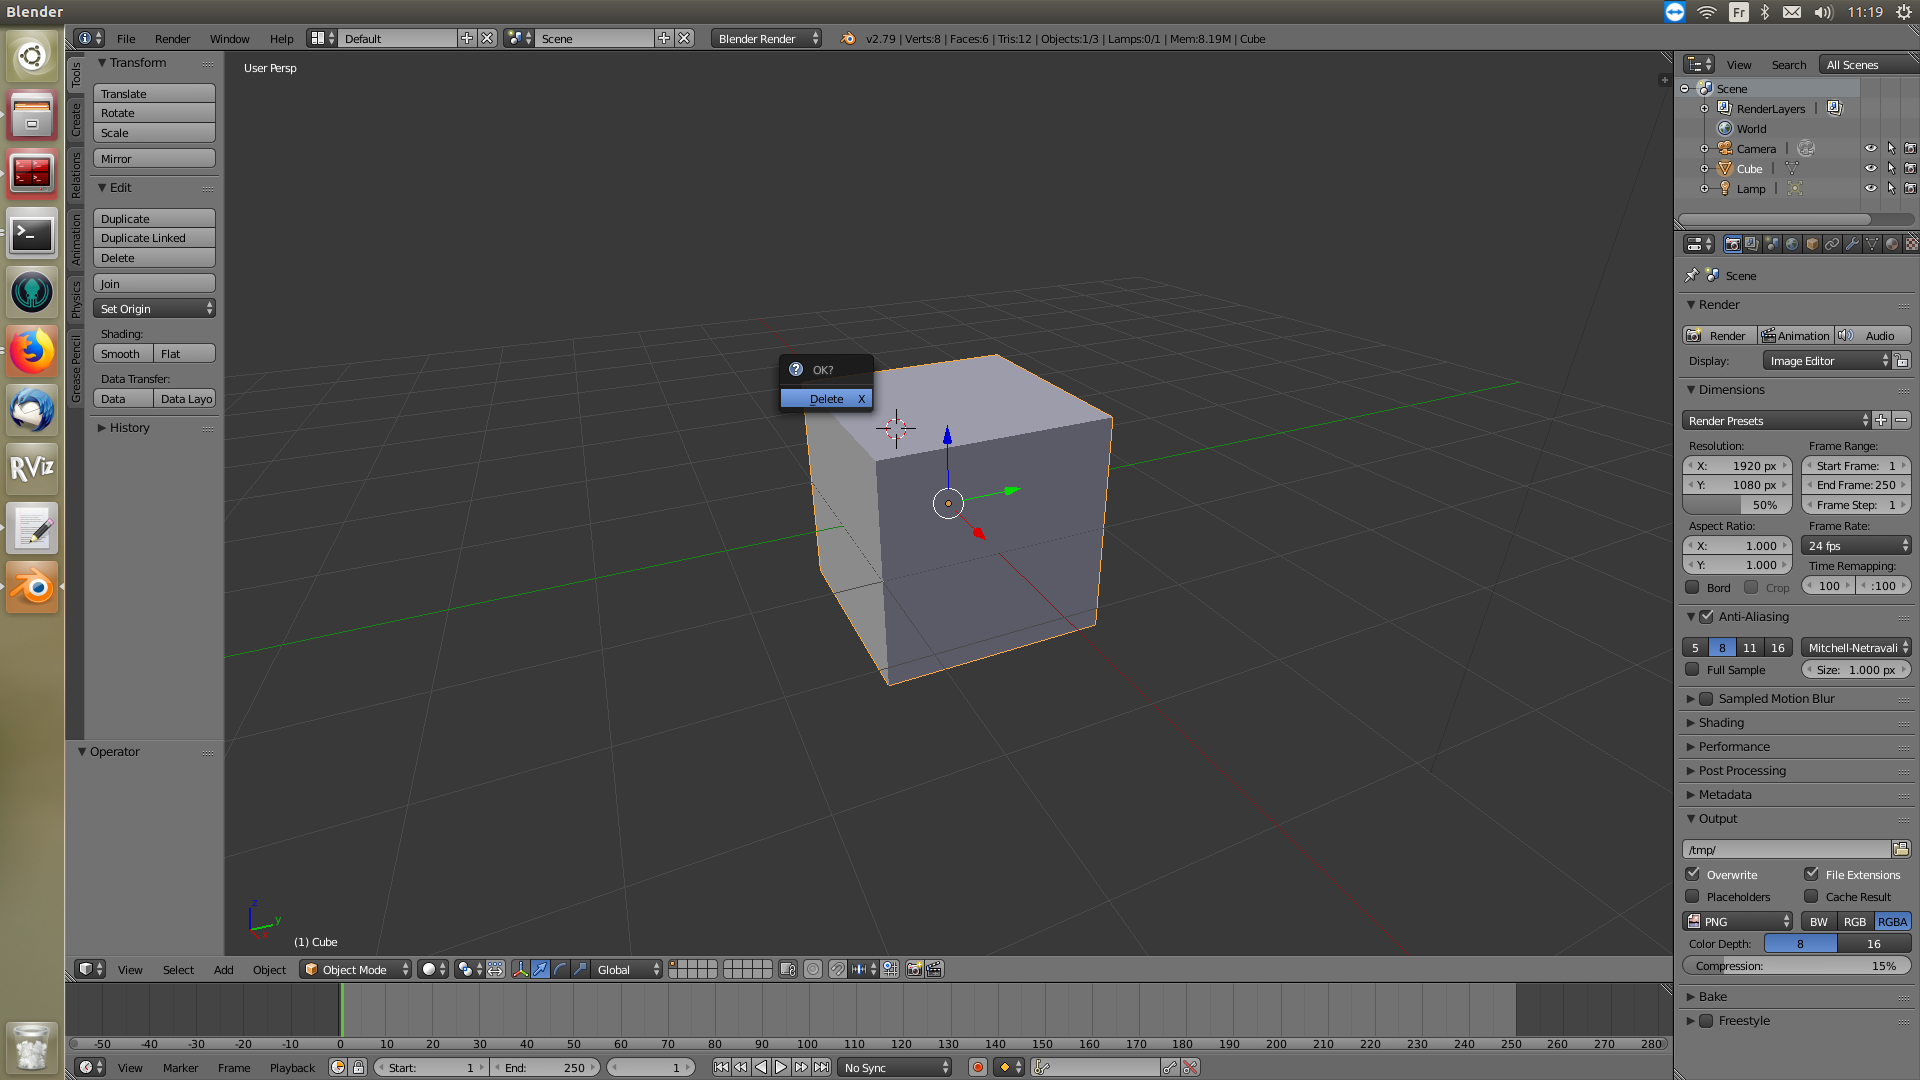 Blender
Fr
11:19
File Render Window Help Default Scene Blender Render v2.79 | Verts:8 | Faces:6 | Tris:12 | Objects:1/3 | Lamps:0/1 | Mem:8.19M | Cube
Tools
Create
Relations
Animation
Physics
Grease Pencil
Transform
Translate
Rotate
Scale
Mirror
Edit
Duplicate
Duplicate Linked
Delete
Join
Set Origin
Shading:
Smooth Flat
Data Transfer:
Data Data Layo
History
Operator
RViz
User Persp
OK?
Delete X
z
y
x
(1) Cube
View Select Add Object Object Mode Global
-50 -40 -30 -20 -10 0 10 20 30 40 50 60 70 80 90 100 110 120 130 140 150 160 170 180 190 200 210 220 230 240 250 260 270 280
View Marker Frame Playback Start: 1 End: 250 1 No Sync
View Search All Scenes
Scene
RenderLayers |
World
Camera |
Cube |
Lamp |
Scene
Render
Render Animation Audio
Display: Image Editor
Dimensions
Render Presets
Resolution: Frame Range:
X: 1920 px Start Frame: 1
Y: 1080 px End Frame: 250
50% Frame Step: 1
Aspect Ratio: Frame Rate:
X: 1.000 24 fps
Y: 1.000 Time Remapping:
Bord Crop 100 :100
Anti-Aliasing
5 8 11 16 Mitchell-Netravali
Full Sample Size: 1.000 px
Sampled Motion Blur
Shading
Performance
Post Processing
Metadata
Output
/tmp/
Overwrite File Extensions
Placeholders Cache Result
PNG BW RGB RGBA
Color Depth: 8 16
Compression: 15%
Bake
Freestyle